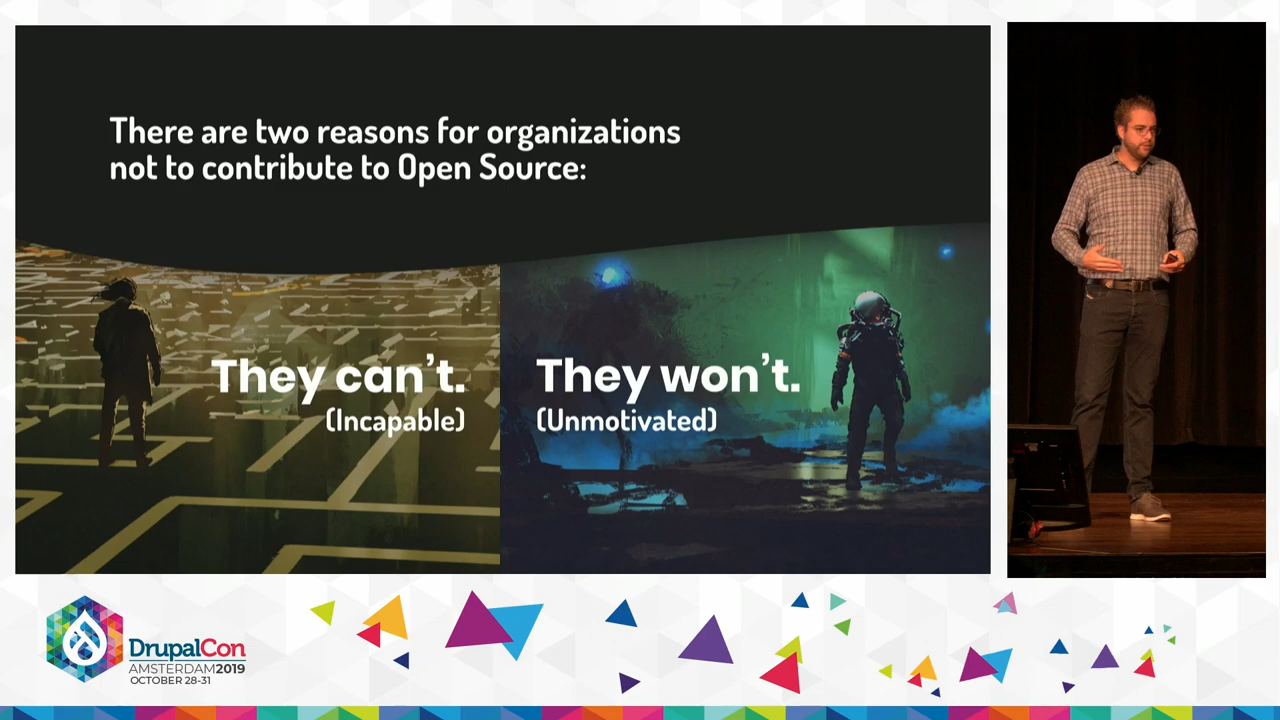 There are two reasons for organizations
not to contribute to Open Source:
They can't.
(Incapable)
They won't.
(Unmotivated)
DrupalCon
AMSTERDAM2019
OCTOBER 28-31